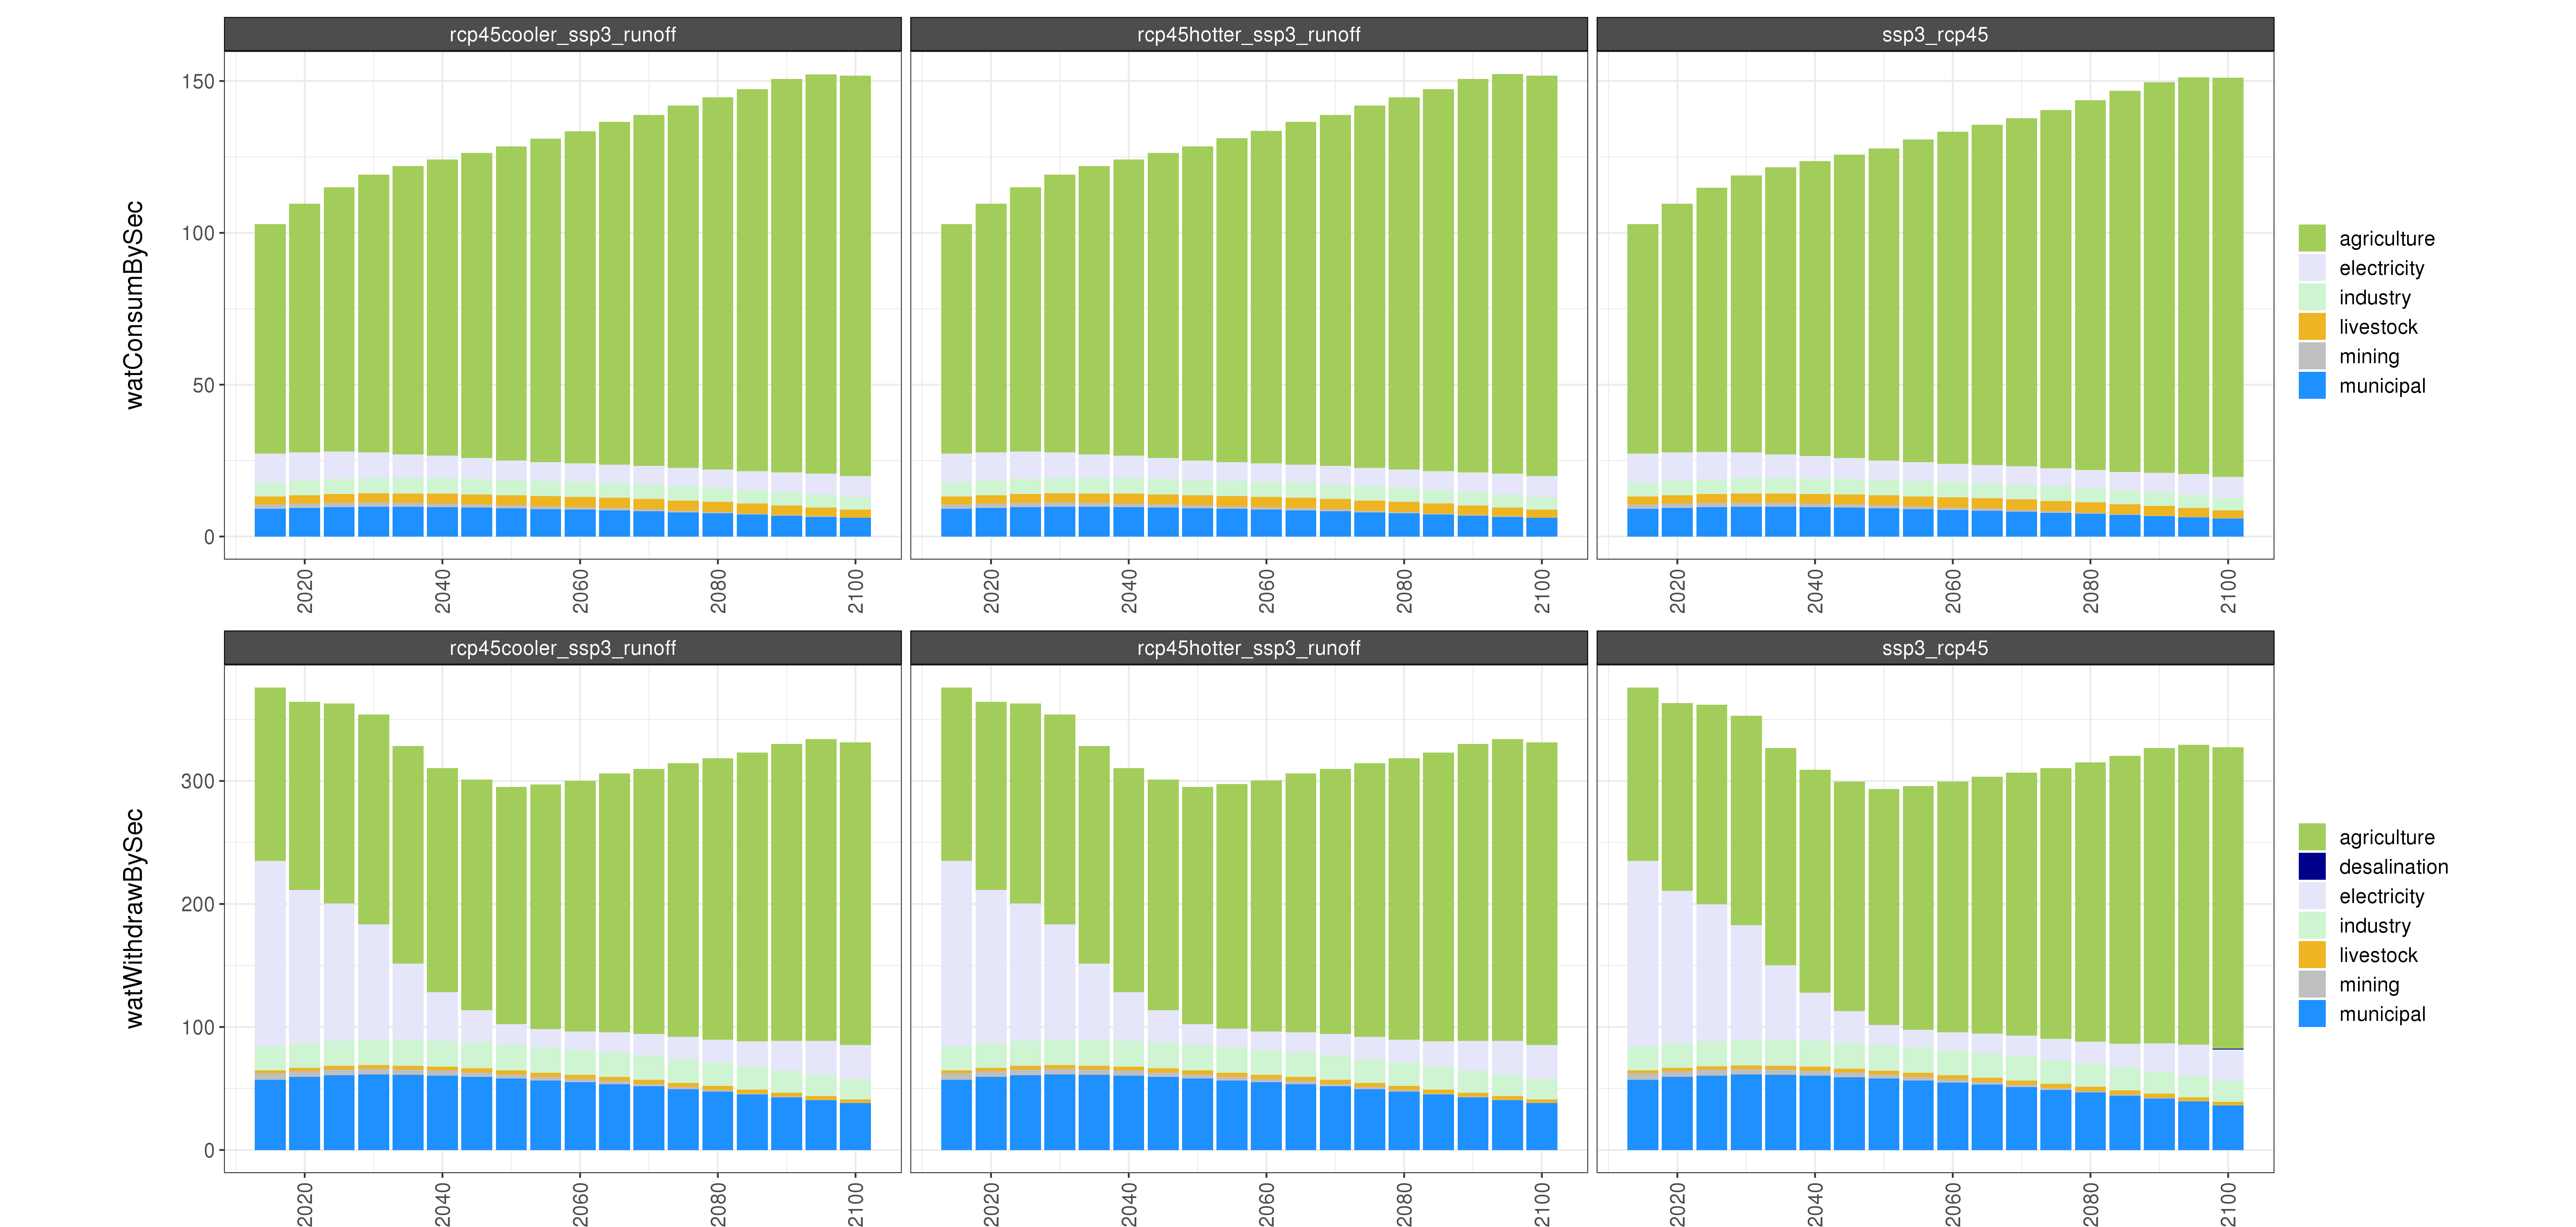 rcp45cooler_ssp3_runoff rcp45hotter_ssp3_runoff ssp3_rcp45
watConsumBySec
150
100
50
0
2020 2040 2060 2080 2100 2020 2040 2060 2080 2100 2020 2040 2060 2080 2100
agriculture
electricity
industry
livestock
mining
municipal
rcp45cooler_ssp3_runoff rcp45hotter_ssp3_runoff ssp3_rcp45
watWithdrawBySec
300
200
100
0
2020 2040 2060 2080 2100 2020 2040 2060 2080 2100 2020 2040 2060 2080 2100
agriculture
desalination
electricity
industry
livestock
mining
municipal